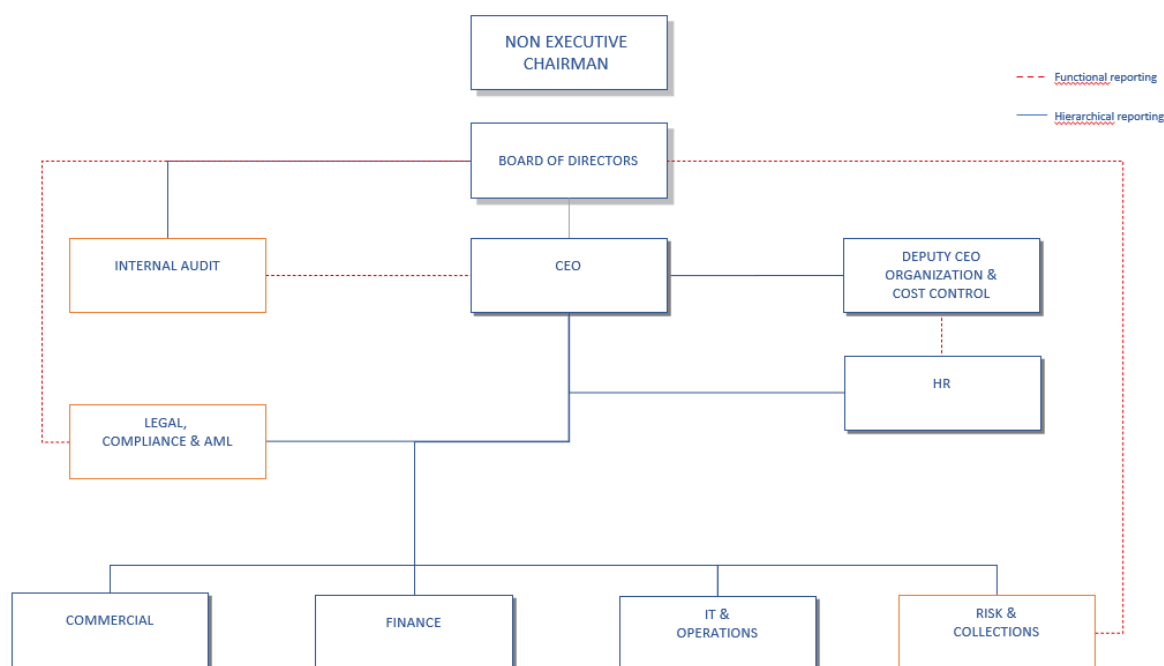 NON EXECUTIVE
CHAIRMAN
Functional reporting
Hierarchical reporting
BOARD OF DIRECTORS
INTERNAL AUDIT
CEO
DEPUTY CEO
ORGANIZATION &
COST CONTROL
HR
LEGAL,
COMPLIANCE & AML
COMMERCIAL
FINANCE
IT &
OPERATIONS
RISK &
COLLECTIONS